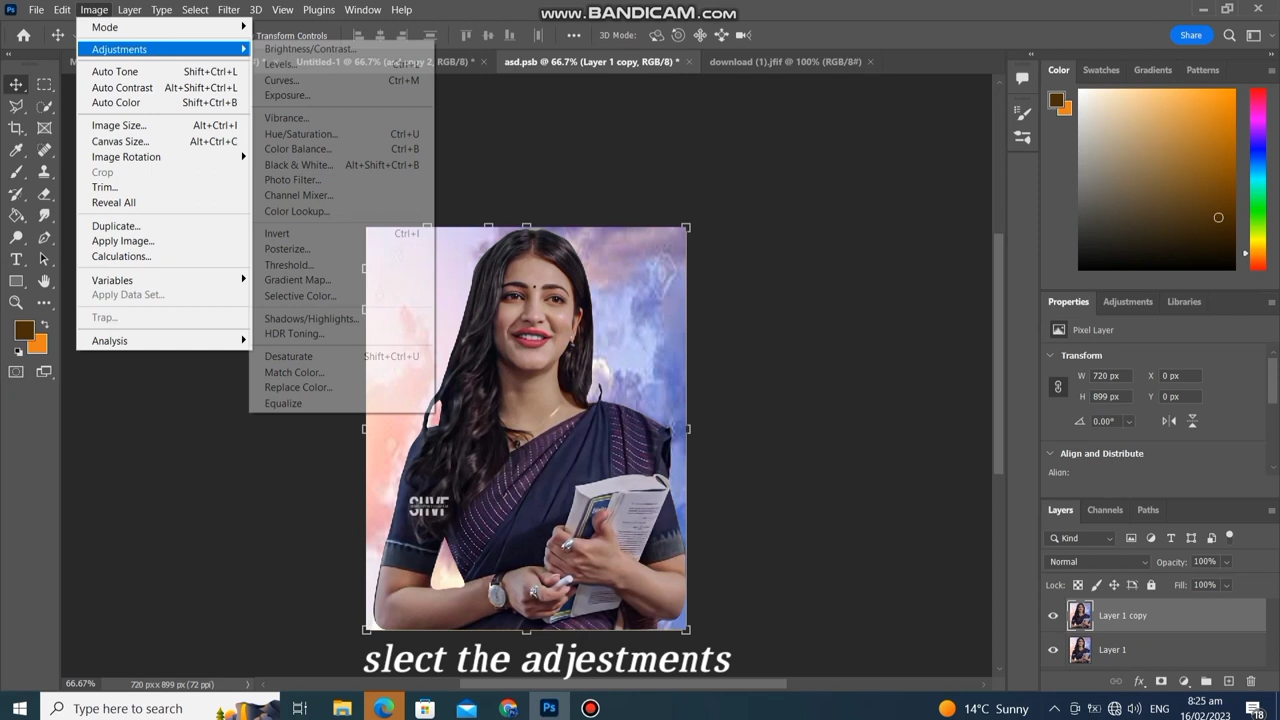 File Edit Image Layer Type Select Filter 3D View Plugins Window Help
WWW.BANDICAM.COM
Transform Controls
3D Mode:
Share
Untitled-1 @ 66.7% (asd copy 2, RGB/8) *
asd.psb @ 66.7% (Layer 1 copy, RGB/8) *
download (1).jfif @ 100% (RGB/8#)
Mode
Adjustments
Auto Tone Shift+Ctrl+L
Auto Contrast Alt+Shift+Ctrl+L
Auto Color Shift+Ctrl+B
Image Size... Alt+Ctrl+I
Canvas Size... Alt+Ctrl+C
Image Rotation
Crop
Trim...
Reveal All
Duplicate...
Apply Image...
Calculations...
Variables
Apply Data Set...
Trap...
Analysis
Brightness/Contrast...
Levels...
Curves... Ctrl+M
Exposure...
Vibrance...
Hue/Saturation... Ctrl+U
Color Balance... Ctrl+B
Black & White... Alt+Shift+Ctrl+B
Photo Filter...
Channel Mixer...
Color Lookup...
Invert Ctrl+I
Posterize...
Threshold...
Gradient Map...
Selective Color...
Shadows/Highlights...
HDR Toning...
Desaturate Shift+Ctrl+U
Match Color...
Replace Color...
Equalize
SHVF
slect the adjestments
Color Swatches Gradients Patterns
Properties Adjustments Libraries
Pixel Layer
Transform
W 720 px X 0 px
H 899 px Y 0 px
0.00°
Align and Distribute
Align:
Layers Channels Paths
Kind
Normal Opacity: 100%
Lock: Fill: 100%
Layer 1 copy
Layer 1
66.67% 720 px x 899 px (72 ppi)
Type here to search
14°C Sunny
ENG
8:25 am
16/02/2023